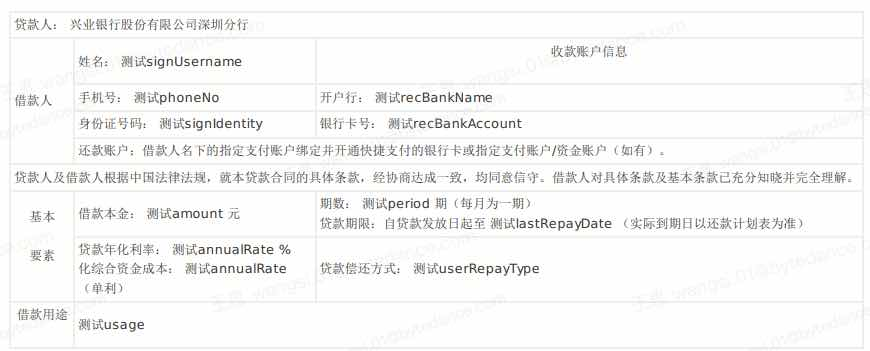 贷款人： 兴业银行股份有限公司深圳分行
借款人
姓名： 测试signUsername
收款账户信息
手机号： 测试phoneNo
开户行： 测试recBankName
身份证号码： 测试signIdentity
银行卡号： 测试recBankAccount
还款账户：借款人名下的指定支付账户绑定并开通快捷支付的银行卡或指定支付账户/资金账户（如有）。
贷款人及借款人根据中国法律法规，就本贷款合同的具体条款，经协商达成一致，均同意信守。借款人对具体条款及基本条款已充分知晓并完全理解。
基本
要素
借款本金： 测试amount 元
期数： 测试period 期（每月为一期）
贷款期限：自贷款发放日起至 测试lastRepayDate （实际到期日以还款计划表为准）
贷款年化利率： 测试annualRate %
化综合资金成本： 测试annualRate
（单利）
贷款偿还方式： 测试userRepayType
借款用途
测试usage